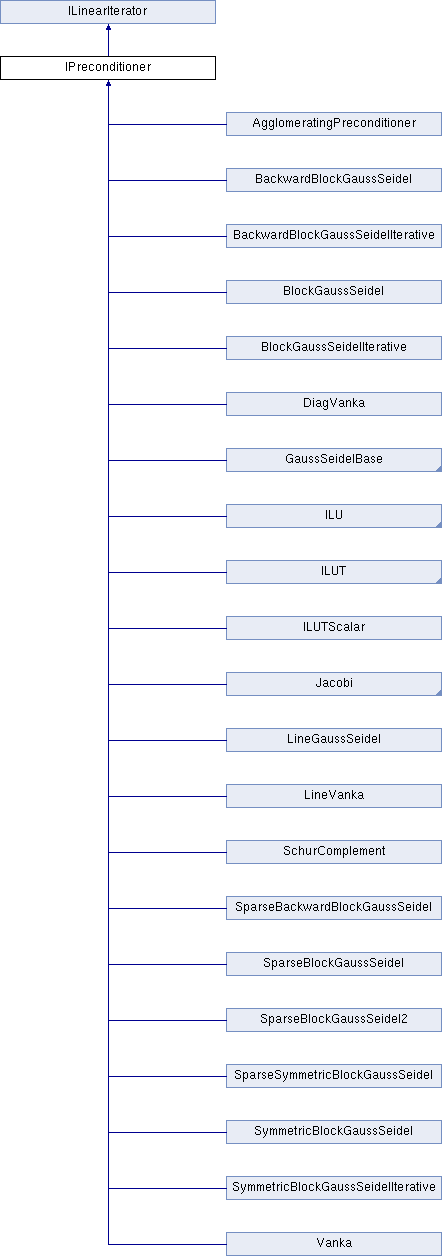 ILinearIterator
IPreconditioner
AgglomeratingPreconditioner
BackwardBlockGaussSeidel
BackwardBlockGaussSeidelIterative
BlockGaussSeidel
BlockGaussSeidelIterative
DiagVanka
GaussSeidelBase
ILU
ILUT
ILUTScalar
Jacobi
LineGaussSeidel
LineVanka
SchurComplement
SparseBackwardBlockGaussSeidel
SparseBlockGaussSeidel
SparseBlockGaussSeidel2
SparseSymmetricBlockGaussSeidel
SymmetricBlockGaussSeidel
SymmetricBlockGaussSeidelIterative
Vanka